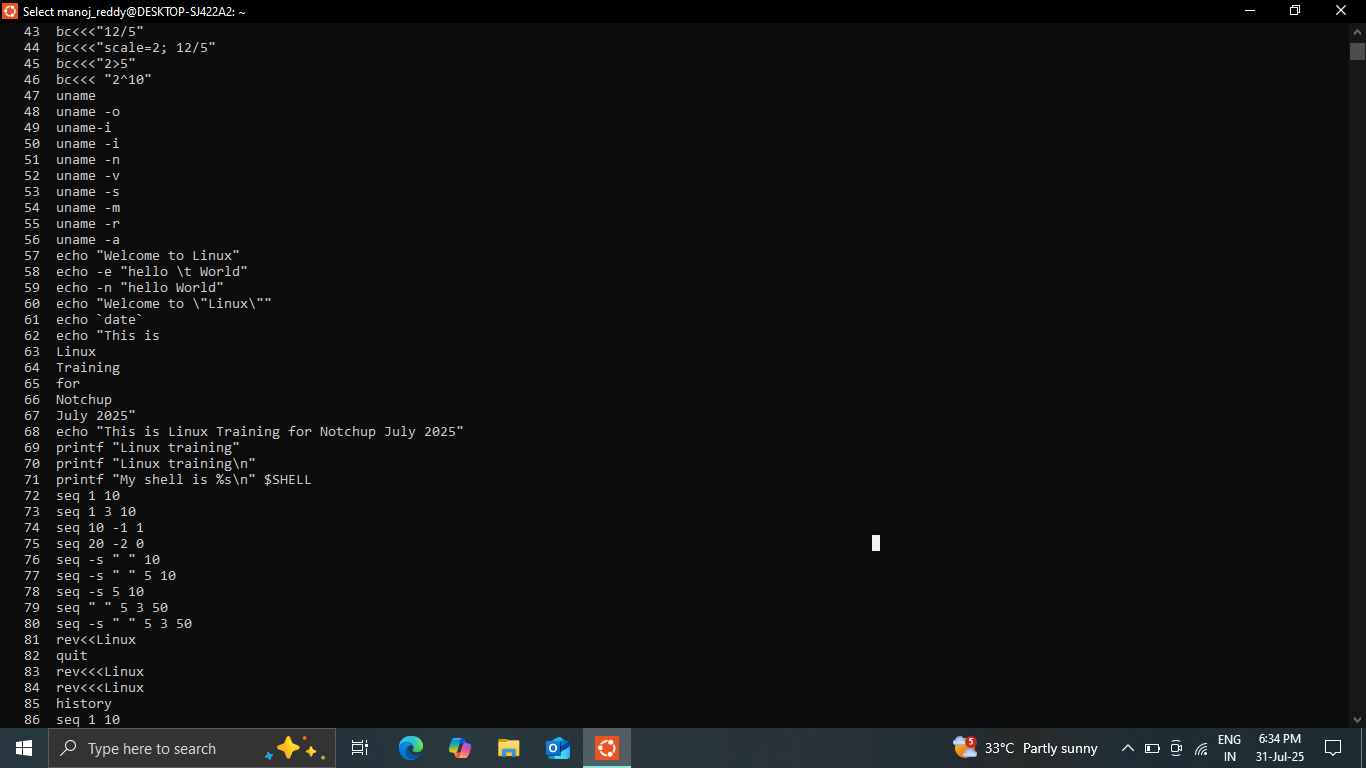 Select manoj_reddy@DESKTOP-SJ422A2: ~
43 bc<<<"12/5"
44 bc<<<"scale=2; 12/5"
45 bc<<<"2>5"
46 bc<<< "2^10"
47 uname
48 uname -o
49 uname-i
50 uname -i
51 uname -n
52 uname -v
53 uname -s
54 uname -m
55 uname -r
56 uname -a
57 echo "Welcome to Linux"
58 echo -e "hello \t World"
59 echo -n "hello World"
60 echo "Welcome to \"Linux\""
61 echo `date`
62 echo "This is
63 Linux
64 Training
65 for
66 Notchup
67 July 2025"
68 echo "This is Linux Training for Notchup July 2025"
69 printf "Linux training"
70 printf "Linux training\n"
71 printf "My shell is %s\n" $SHELL
72 seq 1 10
73 seq 1 3 10
74 seq 10 -1 1
75 seq 20 -2 0
76 seq -s " " 10
77 seq -s " " 5 10
78 seq -s 5 10
79 seq " " 5 3 50
80 seq -s " " 5 3 50
81 rev<<Linux
82 quit
83 rev<<<Linux
84 rev<<<Linux
85 history
86 seq 1 10
Type here to search
5
33°C Partly sunny
ENG
IN
6:34 PM
31-Jul-25